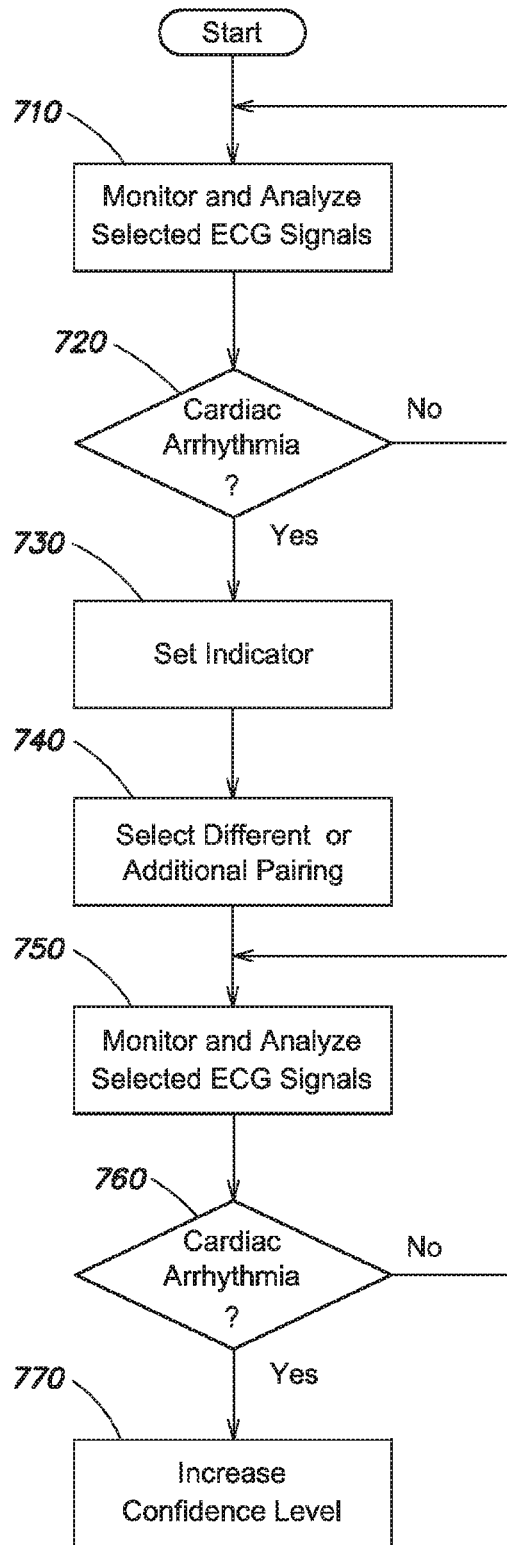 Start
710
Monitor and Analyze
Selected ECG Signals
720
Cardiac
Arrhythmia
?
No
Yes
730
Set Indicator
740
Select Different or
Additional Pairing
750
Monitor and Analyze
Selected ECG Signals
760
Cardiac
Arrhythmia
?
No
Yes
770
Increase
Confidence Level